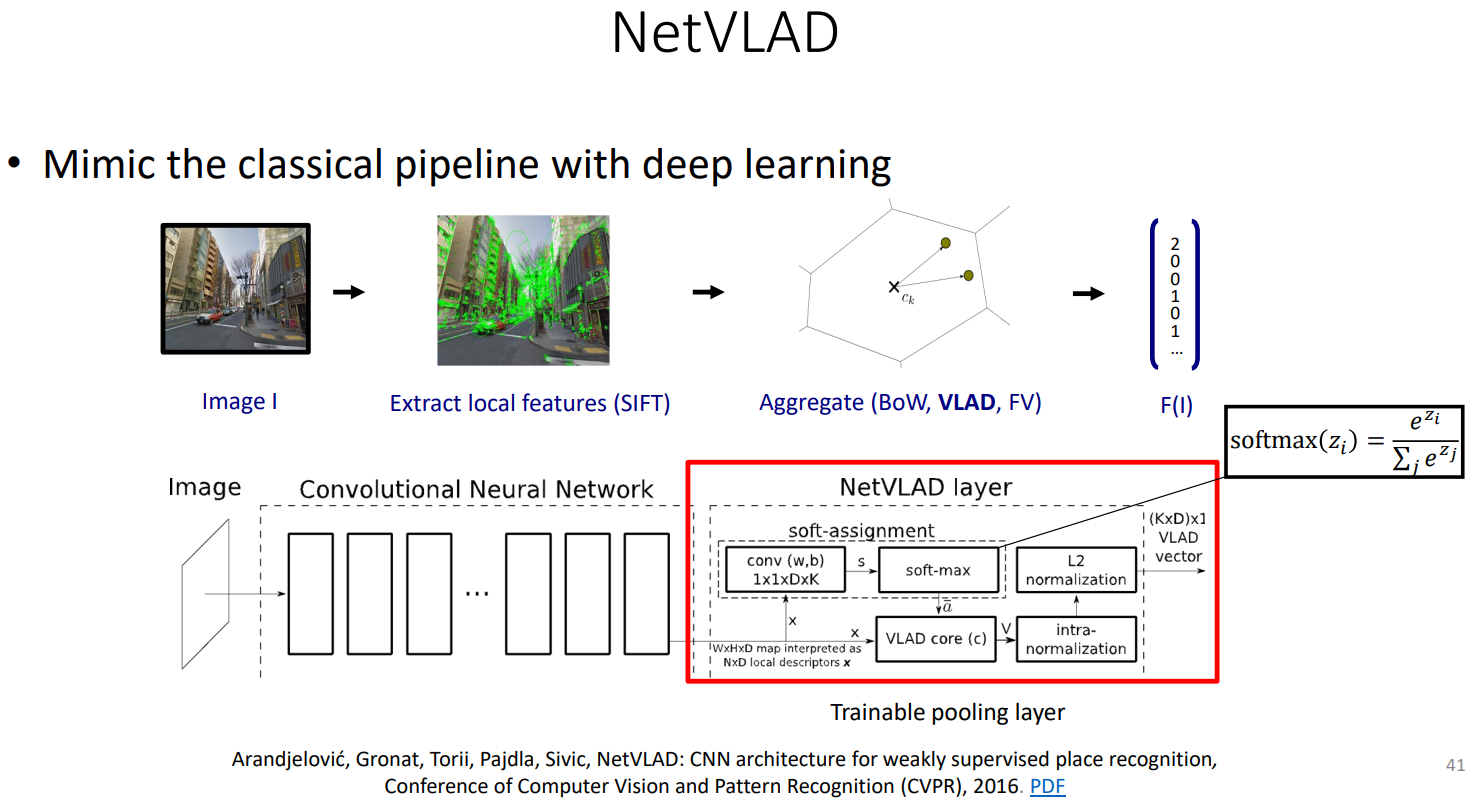 NetVLAD
• Mimic the classical pipeline with deep learning
c_k
2
0
0
1
0
1
...
Image I
Extract local features (SIFT)
Aggregate (BoW, VLAD, FV)
F(I)
softmax(z_i) = e^{z_i} / ∑_j e^{z_j}
Image
Convolutional Neural Network
...
NetVLAD layer
soft-assignment
conv (w,b)
1x1xDxK
s
soft-max
L2
normalization
(KxD)x1
VLAD
vector
x
ā
x
VLAD core (c)
V
intra-
normalization
WxHxD map interpreted as
NxD local descriptors x
Trainable pooling layer
Arandjelović, Gronat, Torii, Pajdla, Sivic, NetVLAD: CNN architecture for weakly supervised place recognition,
Conference of Computer Vision and Pattern Recognition (CVPR), 2016. PDF
41